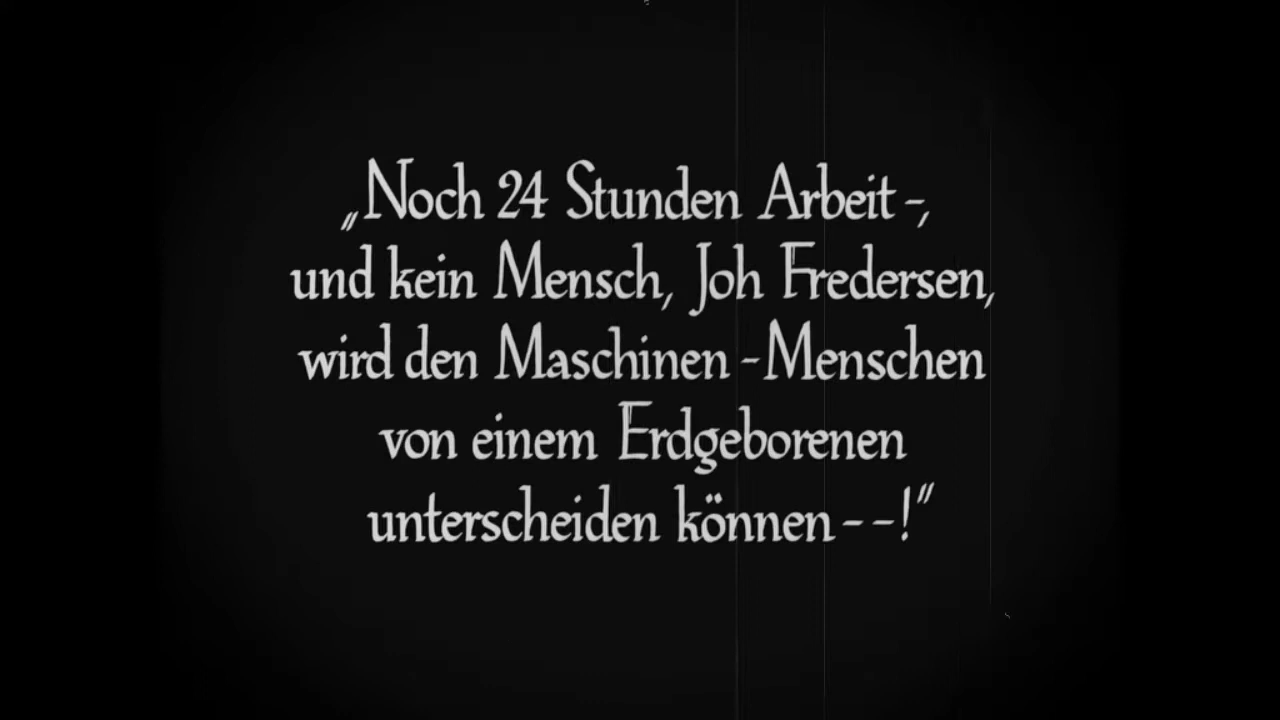 „Noch 24 Stunden Arbeit -,
und kein Mensch, Joh Fredersen,
wird den Maschinen - Menschen
von einem Erdgeborenen
unterscheiden können - - !"